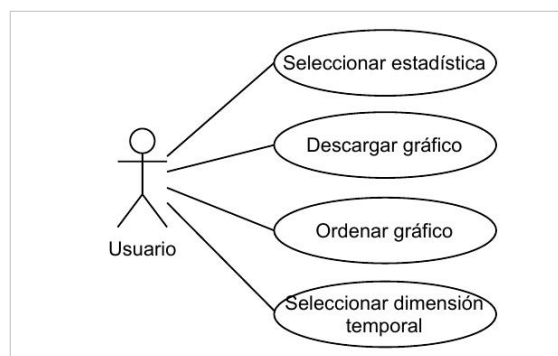 Seleccionar estadística
Descargar gráfico
Usuario
Ordenar gráfico
Seleccionar dimensión
temporal